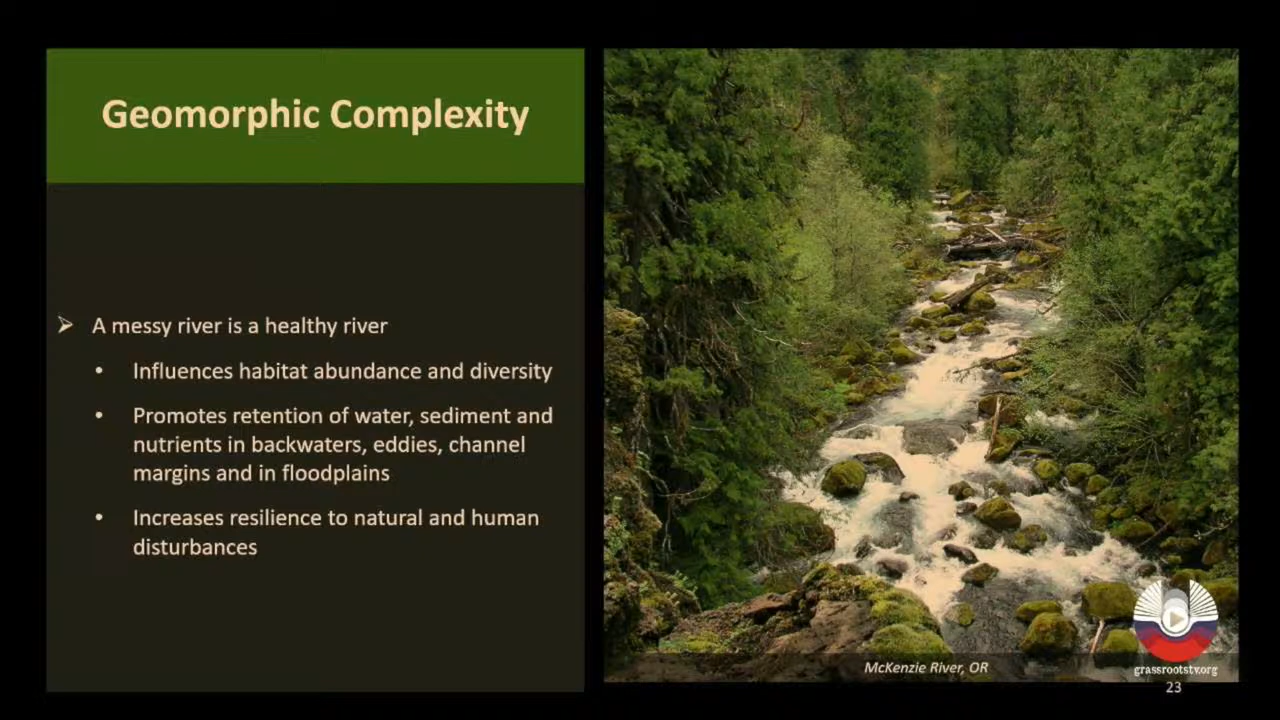 Geomorphic Complexity
A messy river is a healthy river
• Influences habitat abundance and diversity
• Promotes retention of water, sediment and
nutrients in backwaters, eddies, channel
margins and in floodplains
• Increases resilience to natural and human
disturbances
McKenzie River, OR
grassrootstv.org
23